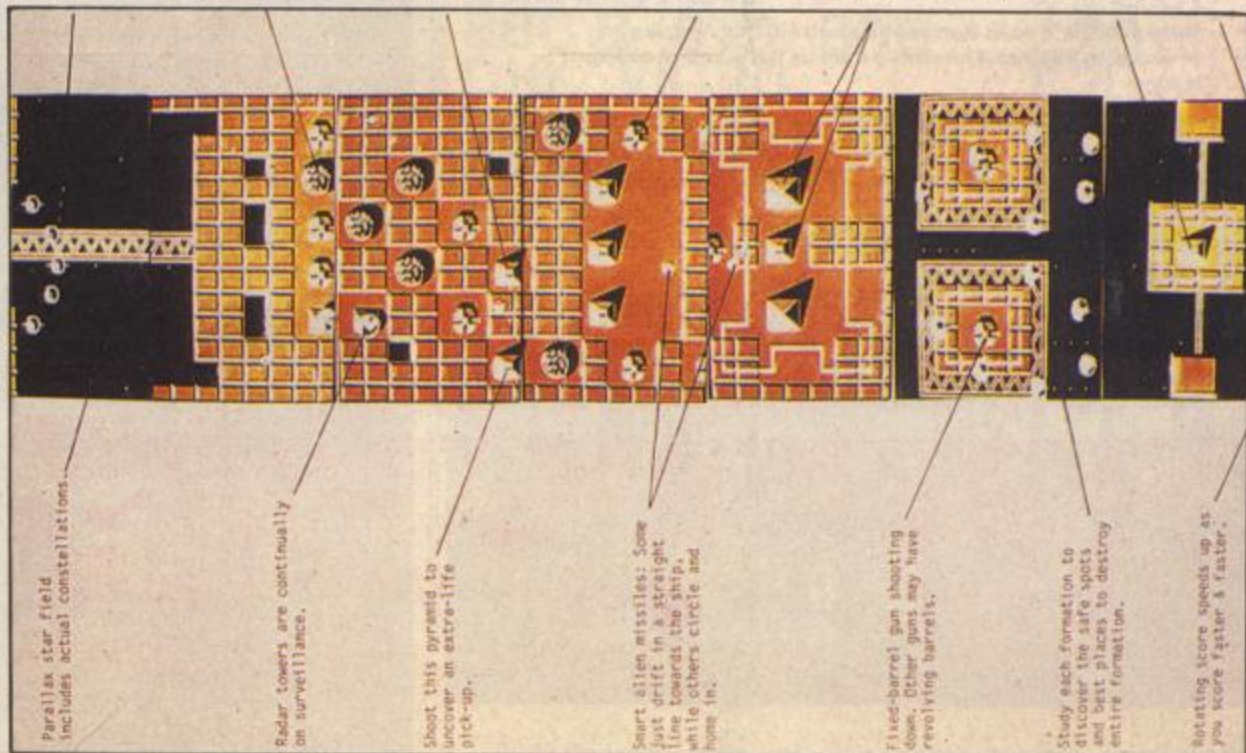 Parallax star field
includes actual constellations.
Radar towers are continually
on surveillance.
Shoot this pyramid to
uncover an extra-life
pick-up.
Smart alien missiles: Some
just drift in a straight
line towards the ship,
while others circle and
home in.
Fixed-barrel gun shooting
down. Other guns may have
revolving barrels.
Study each formation to
discover the safe spots
and best places to destroy
entire formation.
Rotating score speeds up as
you score faster & faster.